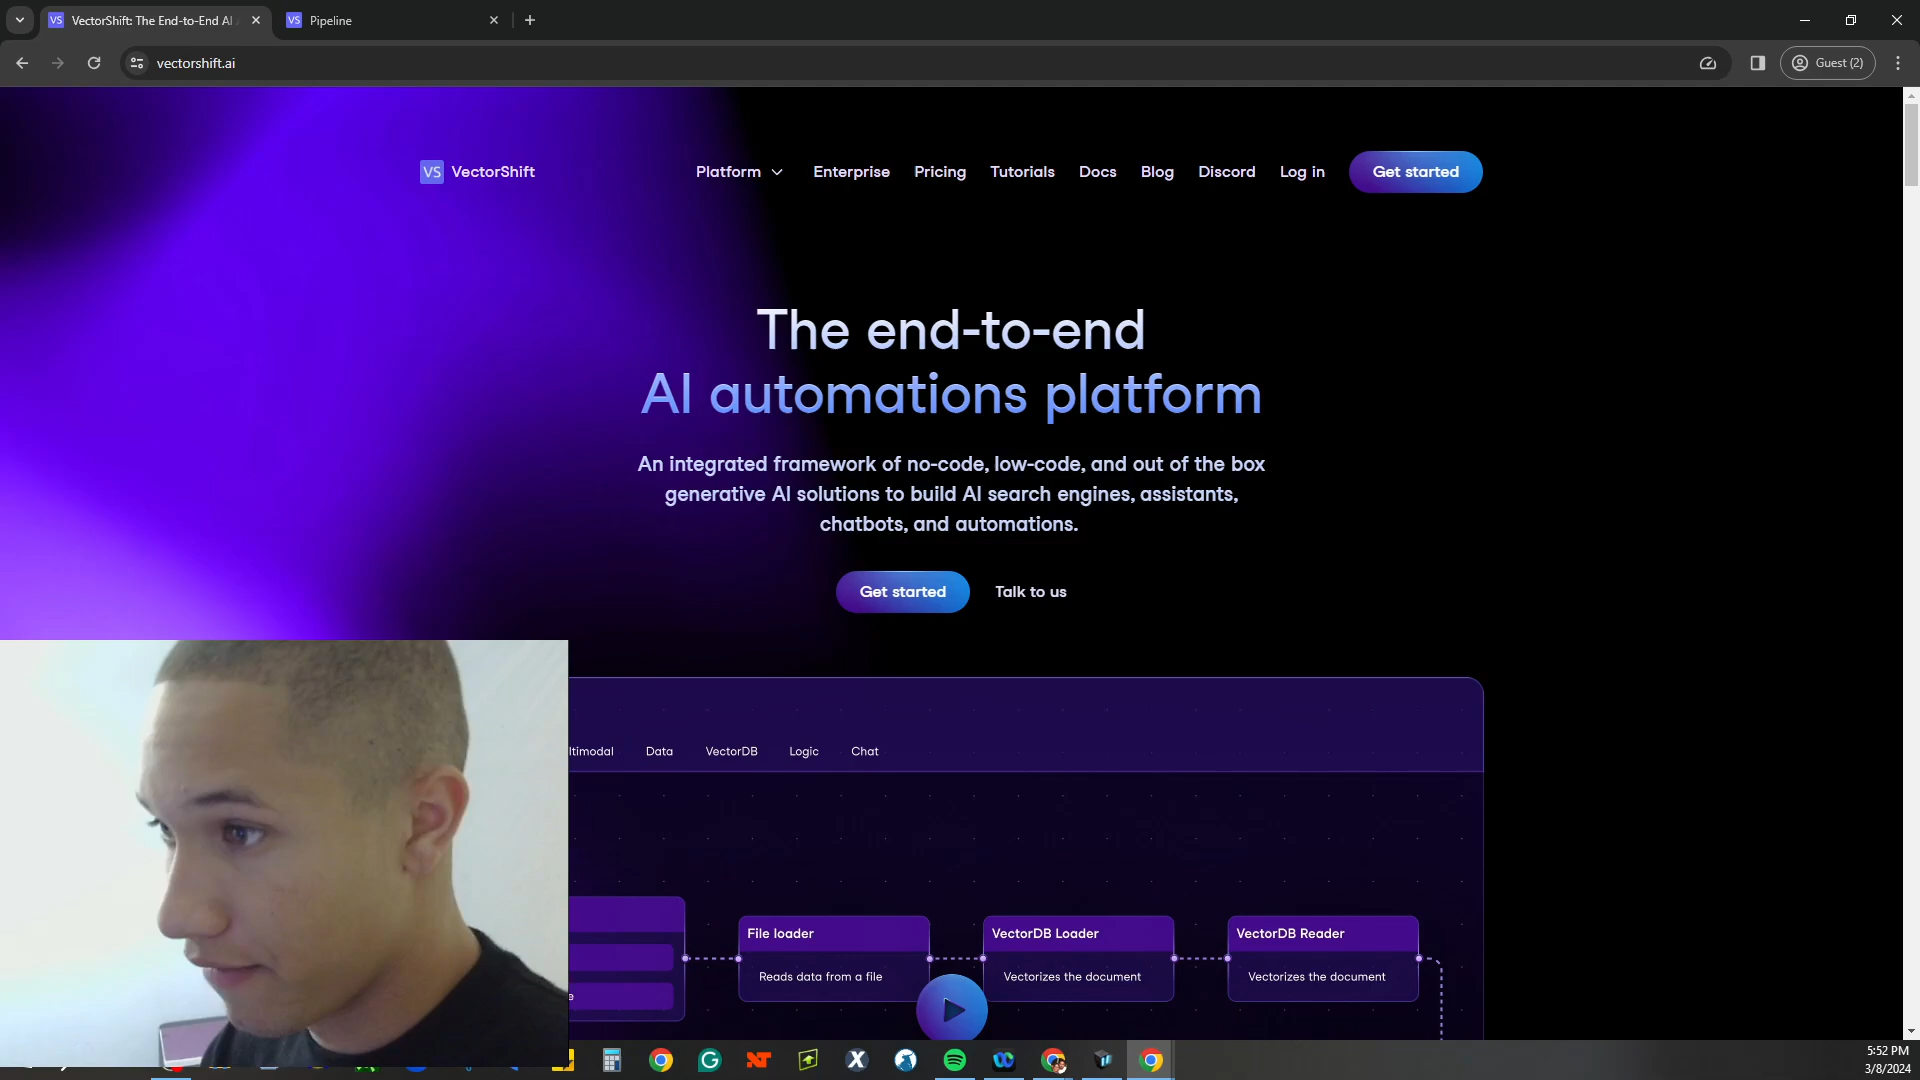 VS VectorShift: The End-to-End AI
VS Pipeline
vectorshift.ai
Guest (2)
VS VectorShift
Platform
Enterprise
Pricing
Tutorials
Docs
Blog
Discord
Log in
Get started
The end-to-end
AI automations platform
An integrated framework of no-code, low-code, and out of the box
generative AI solutions to build AI search engines, assistants,
chatbots, and automations.
Get started
Talk to us
ltimodal
Data
VectorDB
Logic
Chat
File loader
Reads data from a file
VectorDB Loader
Vectorizes the document
VectorDB Reader
Vectorizes the document
e
5:52 PM
3/8/2024